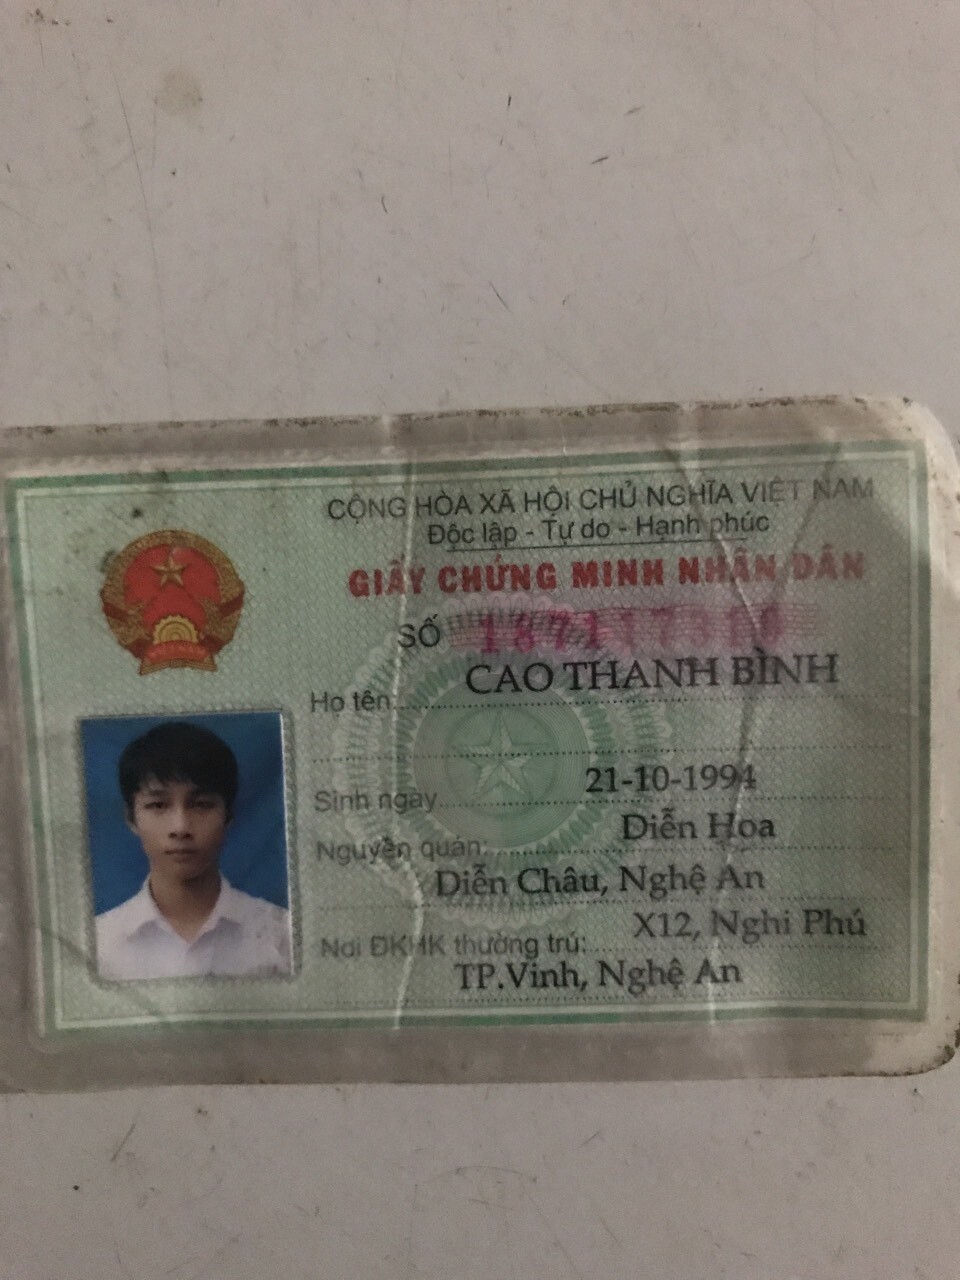 CỘNG HÒA XÃ HỘI CHỦ NGHĨA VIỆT NAM
Độc lập - Tự do - Hạnh phúc
GIẤY CHỨNG MINH NHÂN DÂN
SỐ
Họ tên: CAO THANH BÌNH
Sinh ngày 21-10-1994
Nguyên quán: Diễn Hoa
Diễn Châu, Nghệ An
Nơi ĐKHK thường trú: X12, Nghi Phú
TP.Vinh, Nghệ An